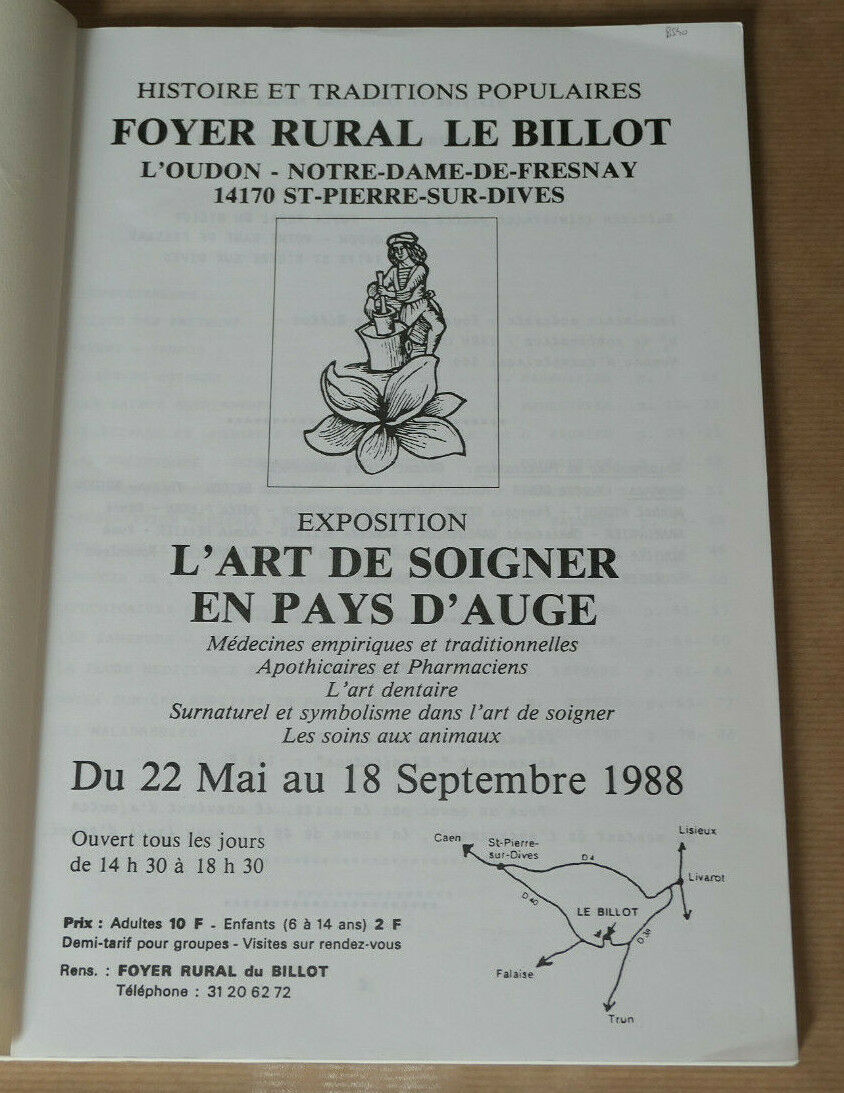 HISTOIRE ET TRADITIONS POPULAIRES
FOYER RURAL LE BILLOT
L'OUDON - NOTRE-DAME-DE-FRESNAY
14170 ST-PIERRE-SUR-DIVES
EXPOSITION
L'ART DE SOIGNER
EN PAYS D'AUGE
Médecines empiriques et traditionnelles
Apothicaires et Pharmaciens
L'art dentaire
Surnaturel et symbolisme dans l'art de soigner
Les soins aux animaux
Du 22 Mai au 18 Septembre 1988
Ouvert tous les jours
de 14 h 30 à 18 h 30
Prix : Adultes 10 F - Enfants (6 à 14 ans) 2 F
Demi-tarif pour groupes - Visites sur rendez-vous
Rens. : FOYER RURAL du BILLOT
Téléphone : 31 20 62 72
Caen
St-Pierre-
sur-Dives
D 4
Lisieux
Livarot
D 40
LE BILLOT
Falaise
Trun